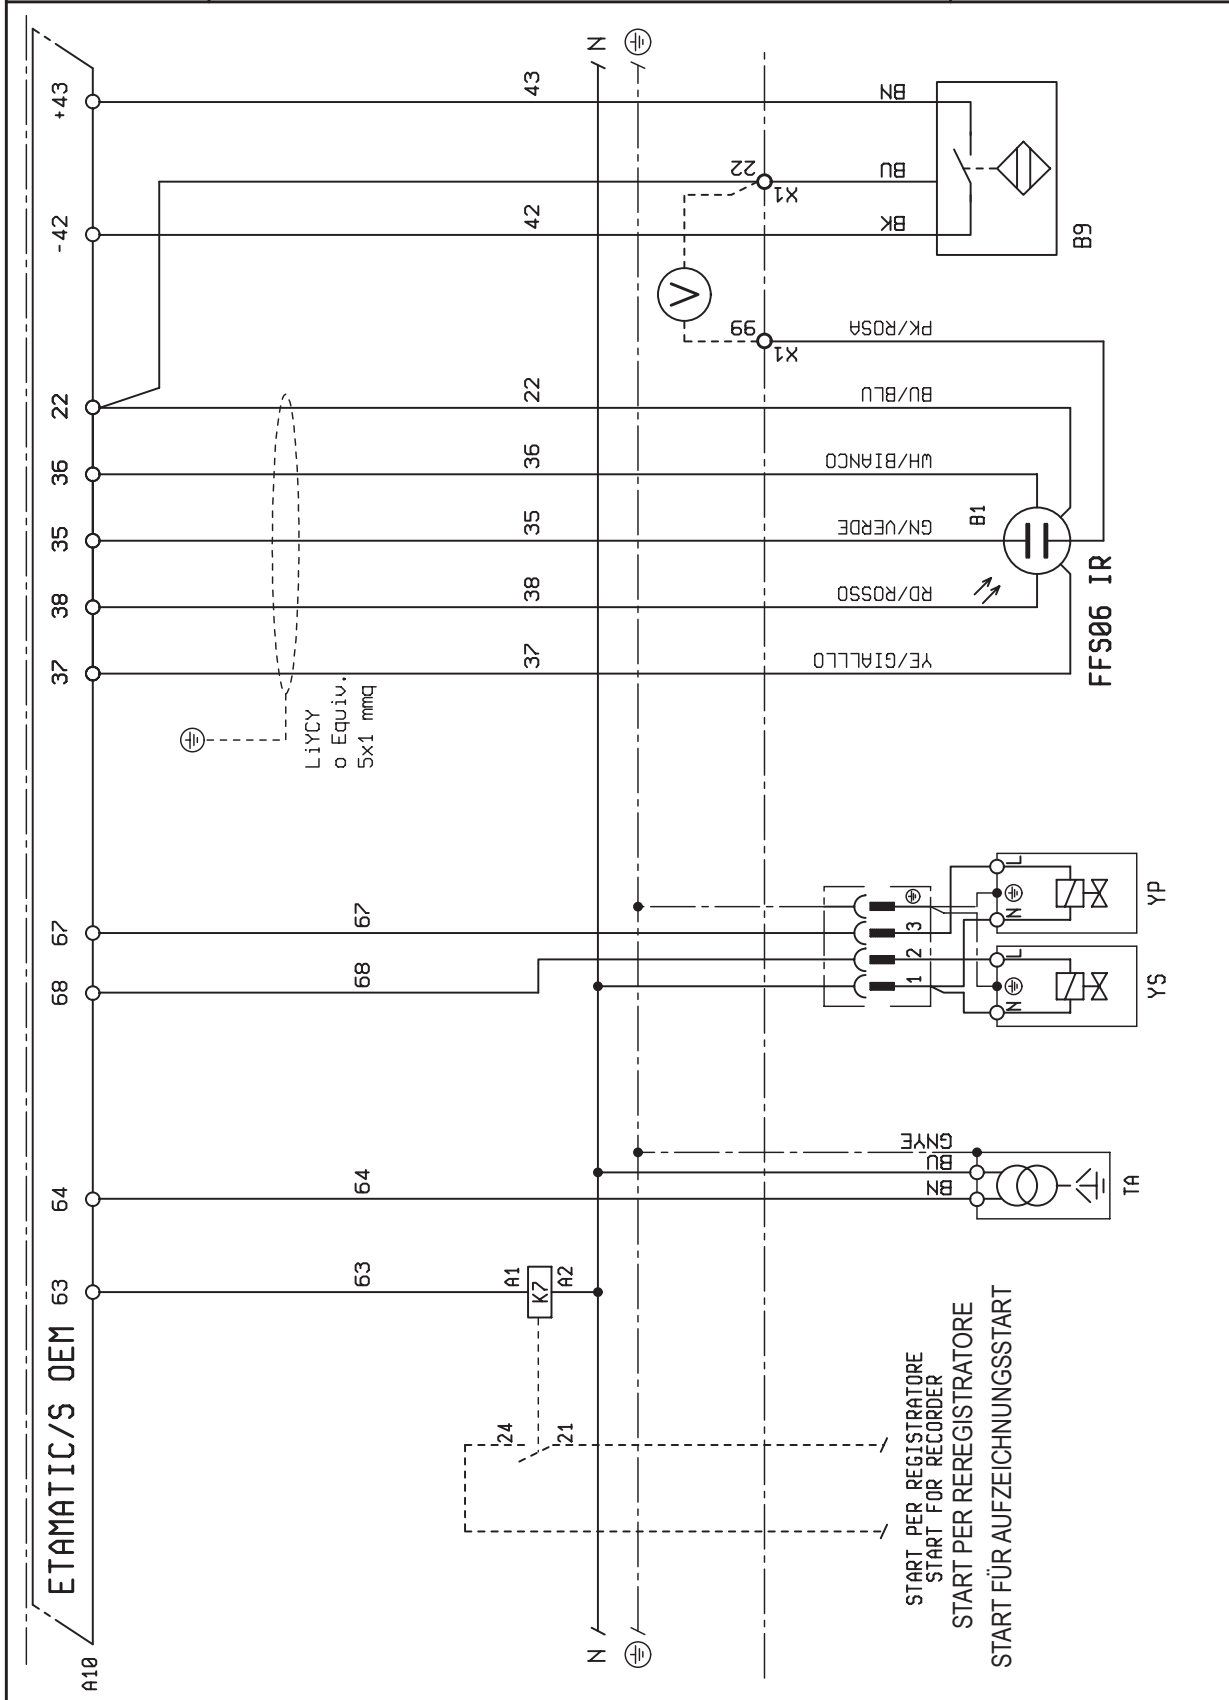 A10
ETAMATIC/S OEM
63
64
68
67
37
38
35
36
22
-42
+43
63
64
68
67
37
38
35
36
22
42
43
LiYCY
o Equiv.
5x1 mmq
A1
K7
A2
24
21
N
N
V
99
X1
22
X1
GNYE
BU
BN
TA
1
2
3
N
L
YS
N
L
YP
YE/GIALLLO
RD/ROSSO
GN/VERDE
WH/BIANCO
BU/BLU
PK/ROSA
BK
BU
BN
B1
FFS06 IR
B9
START PER REGISTRATORE
START FOR RECORDER
START PER REREGISTRATORE
START FÜR AUFZEICHNUNGSSTART